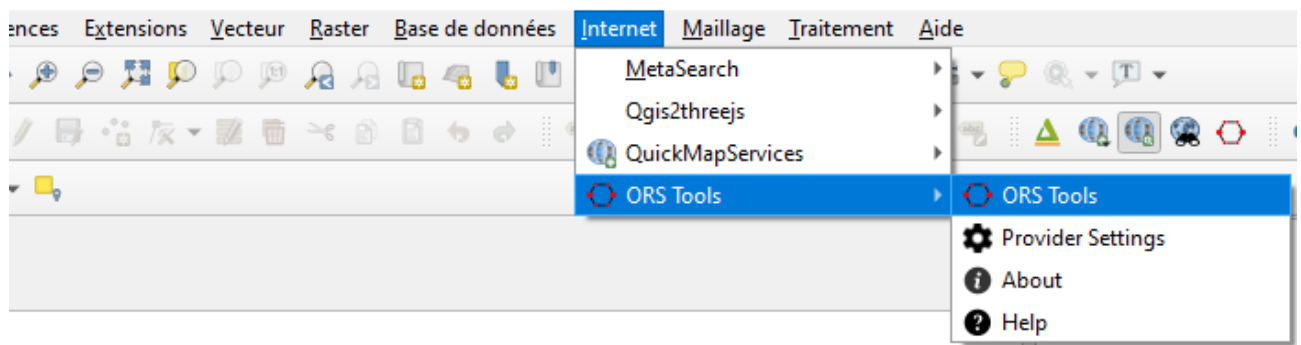 ences Extensions Vecteur Raster Base de données Internet Maillage Traitement Aide
MetaSearch
Qgis2threejs
QuickMapServices
ORS Tools
ORS Tools
Provider Settings
About
Help